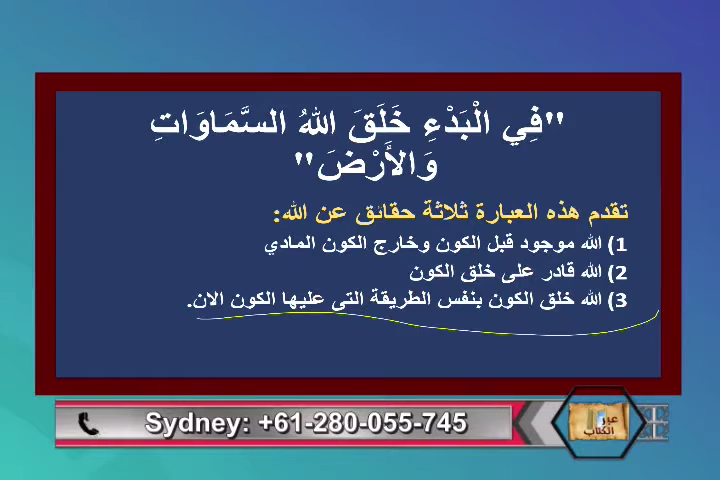 "فِي الْبَدْءِ خَلَقَ اللهُ السَّمَاوَاتِ
وَالأَرْضَ"
تقدم هذه العبارة ثلاثة حقائق عن الله:
1) الله موجود قبل الكون وخارج الكون المادي
2) الله قادر على خلق الكون
3) الله خلق الكون بنفس الطريقة التى عليها الكون الان.
Sydney: +61-280-055-745
عبر
الكتاب